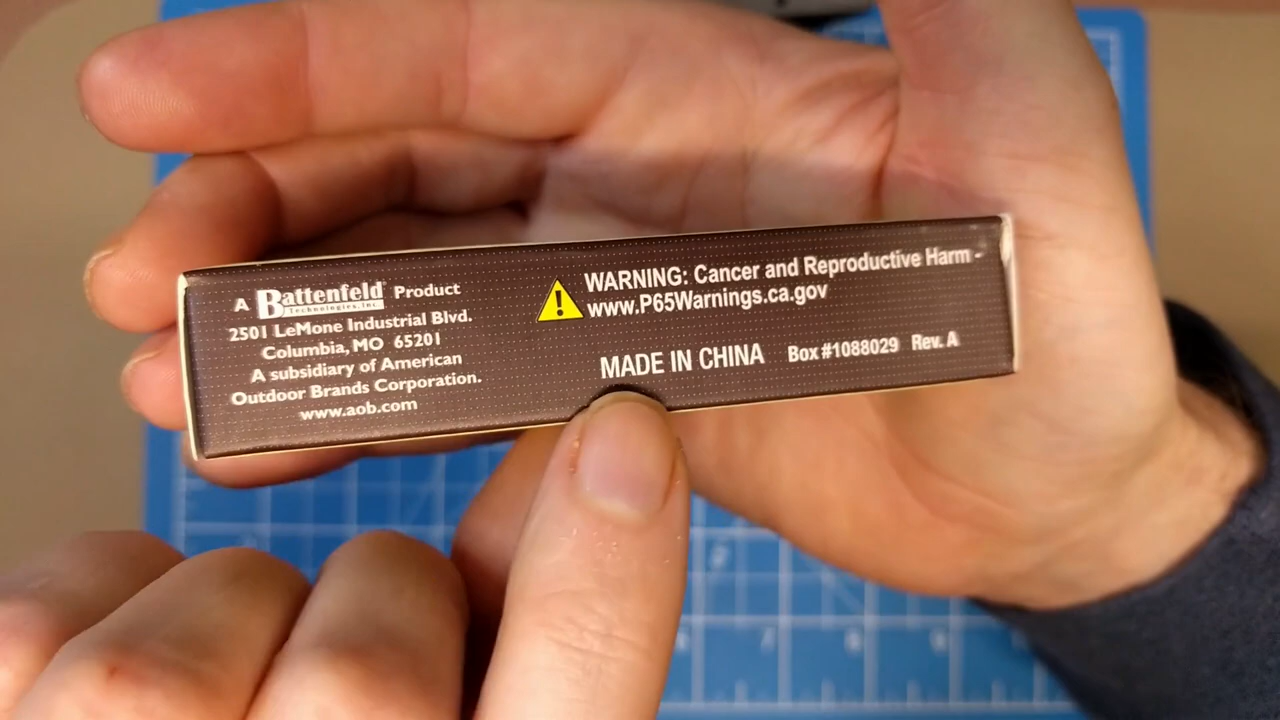 A Battenfeld Product
Technologies, Inc.
2501 LeMone Industrial Blvd.
Columbia, MO 65201
A subsidiary of American
Outdoor Brands Corporation.
www.aob.com
WARNING: Cancer and Reproductive Harm -
www.P65Warnings.ca.gov
MADE IN CHINA Box #1088029 Rev. A